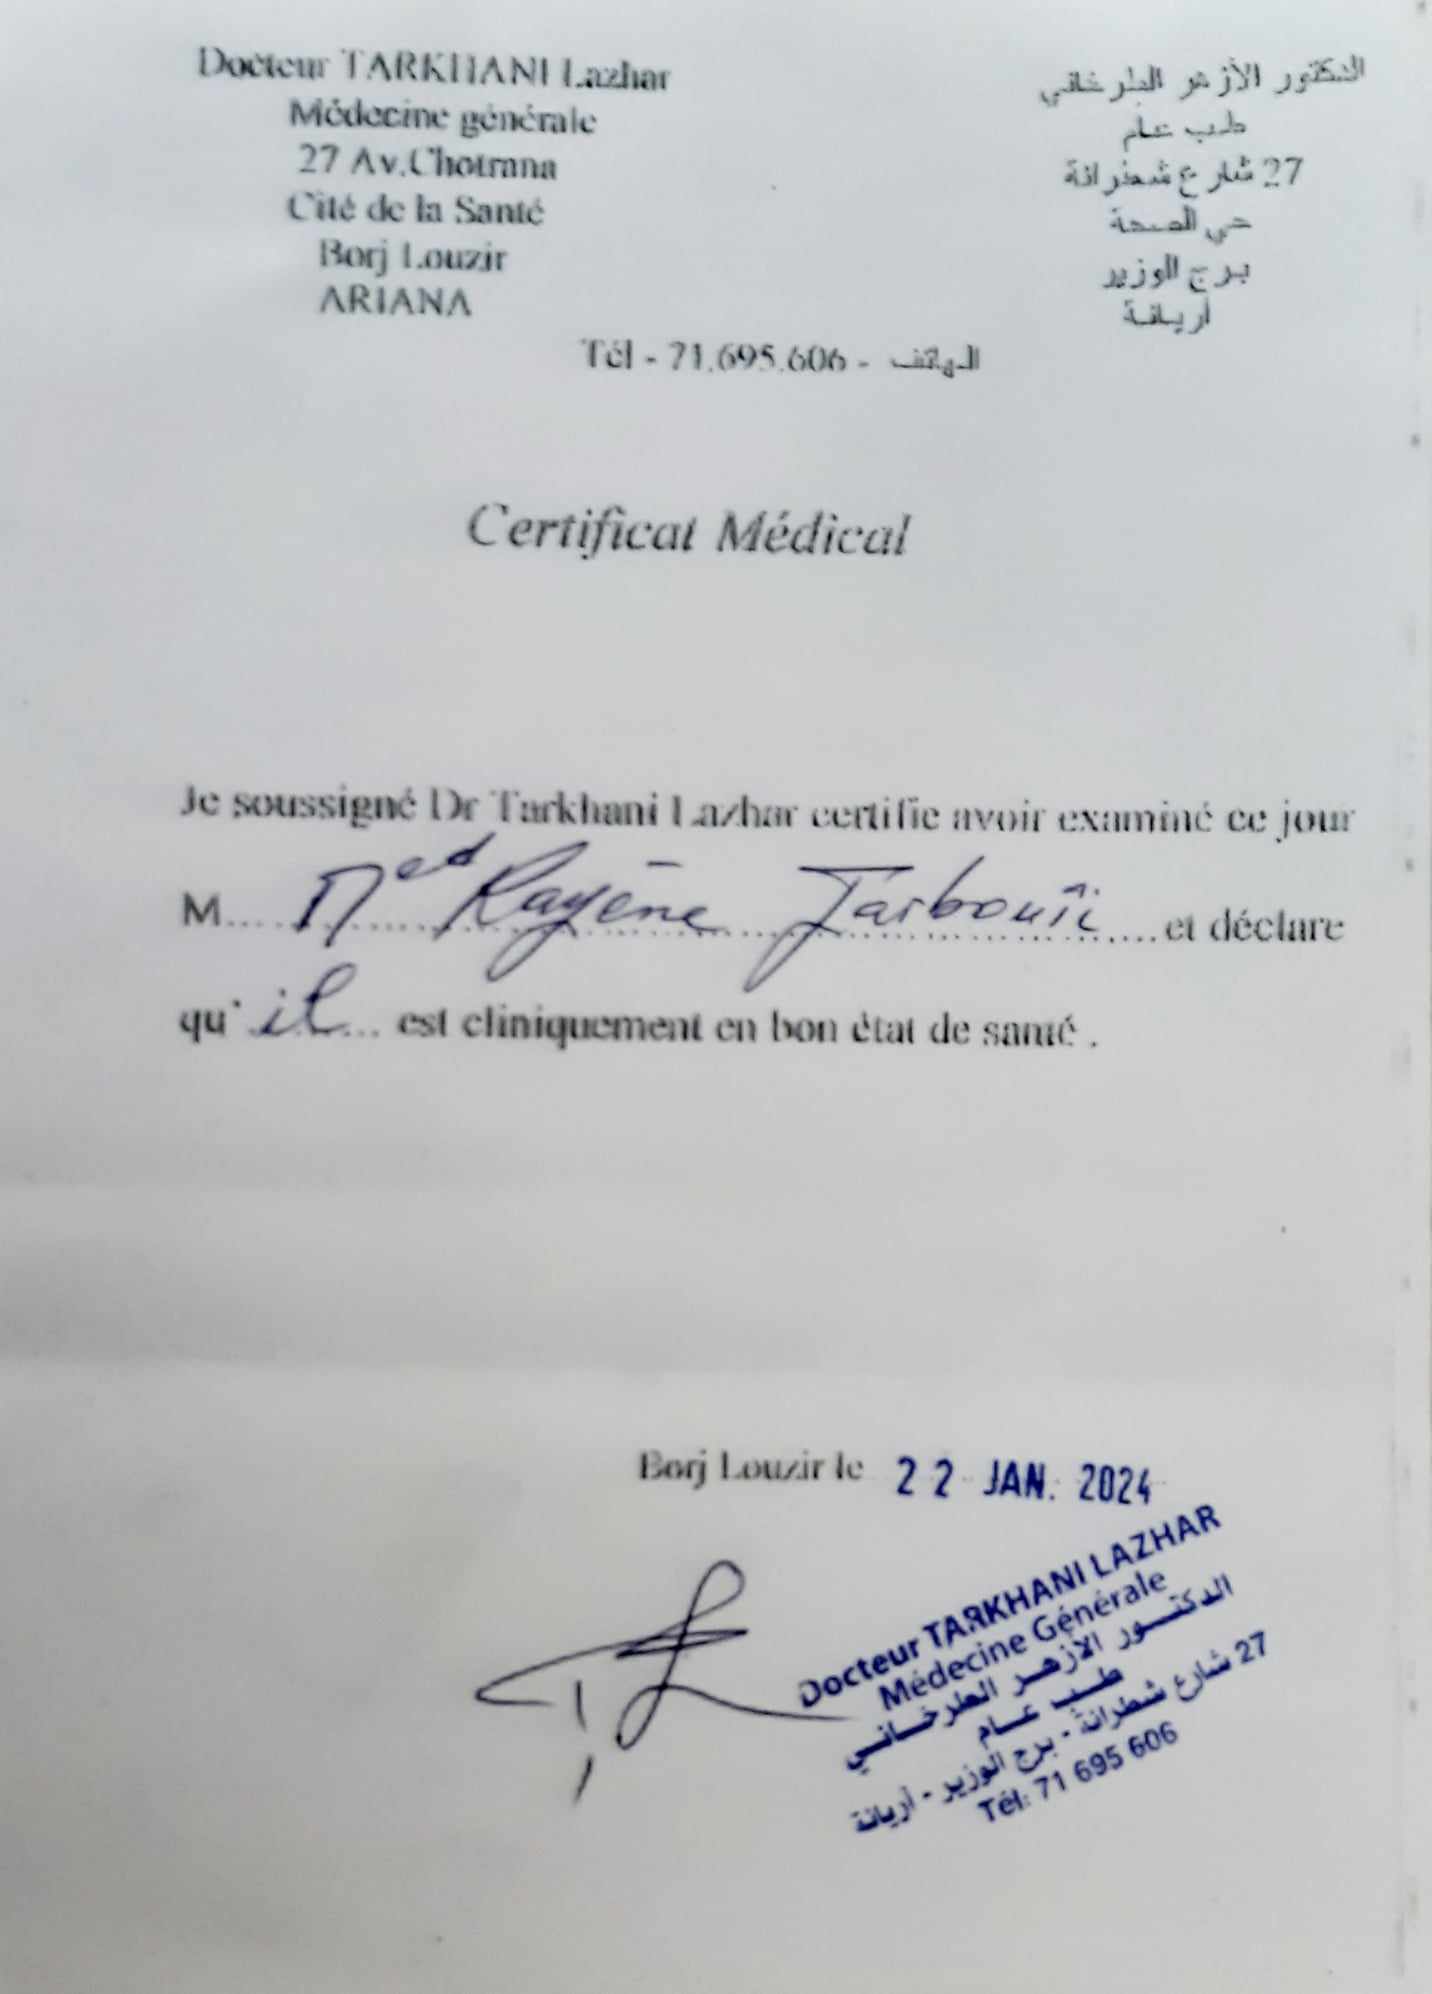 Docteur TARKHANI Lazhar
Médecine générale
27 Av.Chotrana
Cité de la Santé
Borj Louzir
ARIANA
الدكتور الأزهر الطرخاني
طب عام
27 شارع شطرانة
حي الصحة
برج الوزير
أريانة
Tél - 71.695.606 - الهاتف
Certificat Médical
Je soussigné Dr Tarkhani Lazhar certifie avoir examiné ce jour
M.... Med Rayène Jarbouii ....et déclare
qu' il ... est cliniquement en bon état de santé .
Borj Louzir le 22 JAN. 2024
Docteur TARKHANI LAZHAR
Médecine Générale
الدكتور الأزهر الطرخاني
طب عام
27 شارع شطرانة - برج الوزير - أريانة
Tél: 71 695 606